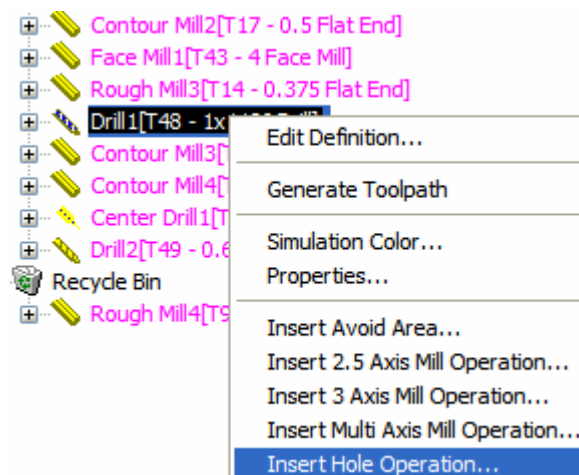 Contour Mill2[T17 - 0.5 Flat End]
Face Mill1[T43 - 4 Face Mill]
Rough Mill3[T14 - 0.375 Flat End]
Drill1[T48 - 1x
Contour Mill3[T
Contour Mill4[T
Center Drill1[T
Drill2[T49 - 0.6
Recycle Bin
Rough Mill4[T9
Edit Definition...
Generate Toolpath
Simulation Color...
Properties...
Insert Avoid Area...
Insert 2.5 Axis Mill Operation...
Insert 3 Axis Mill Operation...
Insert Multi Axis Mill Operation...
Insert Hole Operation...